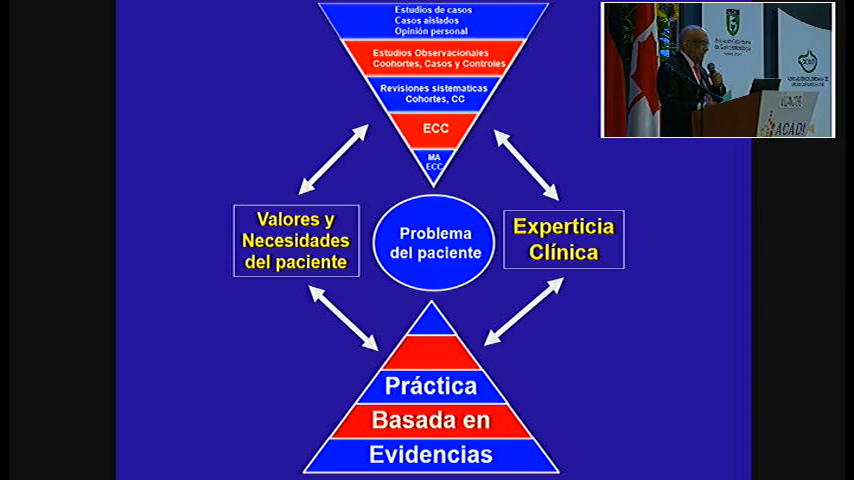 Estudios de casos
Casos aislados
Opinión personal
Estudios Observacionales
Coohortes, Casos y Controles
Revisiones sistematicas
Cohortes, CC
ECC
MA
ECC
Valores y
Necesidades
del paciente
Problema
del paciente
Experticia
Clínica
Práctica
Basada en
Evidencias
ACADI